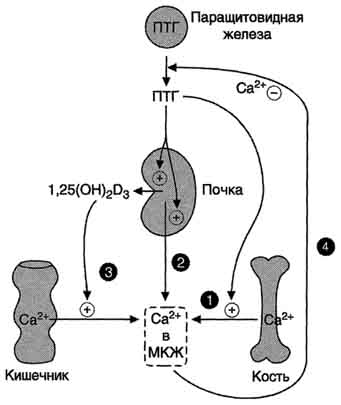 ПТГ
Паращитовидная
железа
Ca²⁺ ⊖
ПТГ
⊕
1,25(OH)₂D₃
Почка
⊕
4
3
2
1
Ca²⁺
⊕
Ca²⁺
в
МКЖ
⊕
Ca²⁺
Кишечник
Кость